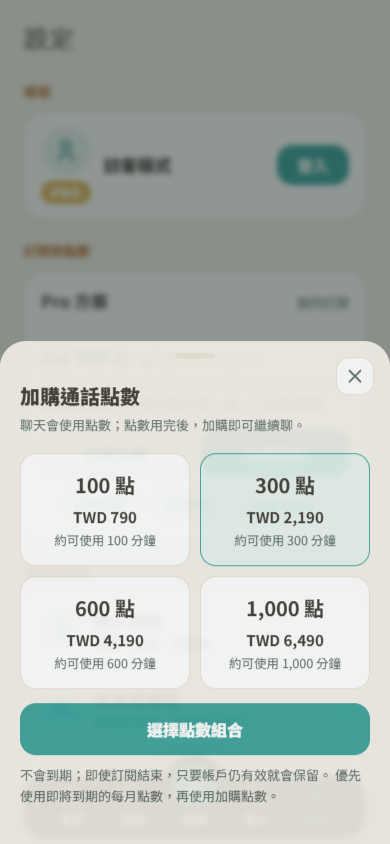 設定
Pro 方案
加購通話點數
聊天會使用點數；點數用完後，加購即可繼續聊。
100 點
TWD 790
約可使用 100 分鐘
300 點
TWD 2,190
約可使用 300 分鐘
600 點
TWD 4,190
約可使用 600 分鐘
1,000 點
TWD 6,490
約可使用 1,000 分鐘
選擇點數組合
不會到期；即使訂閱結束，只要帳戶仍有效就會保留。 優先
使用即將到期的每月點數，再使用加購點數。